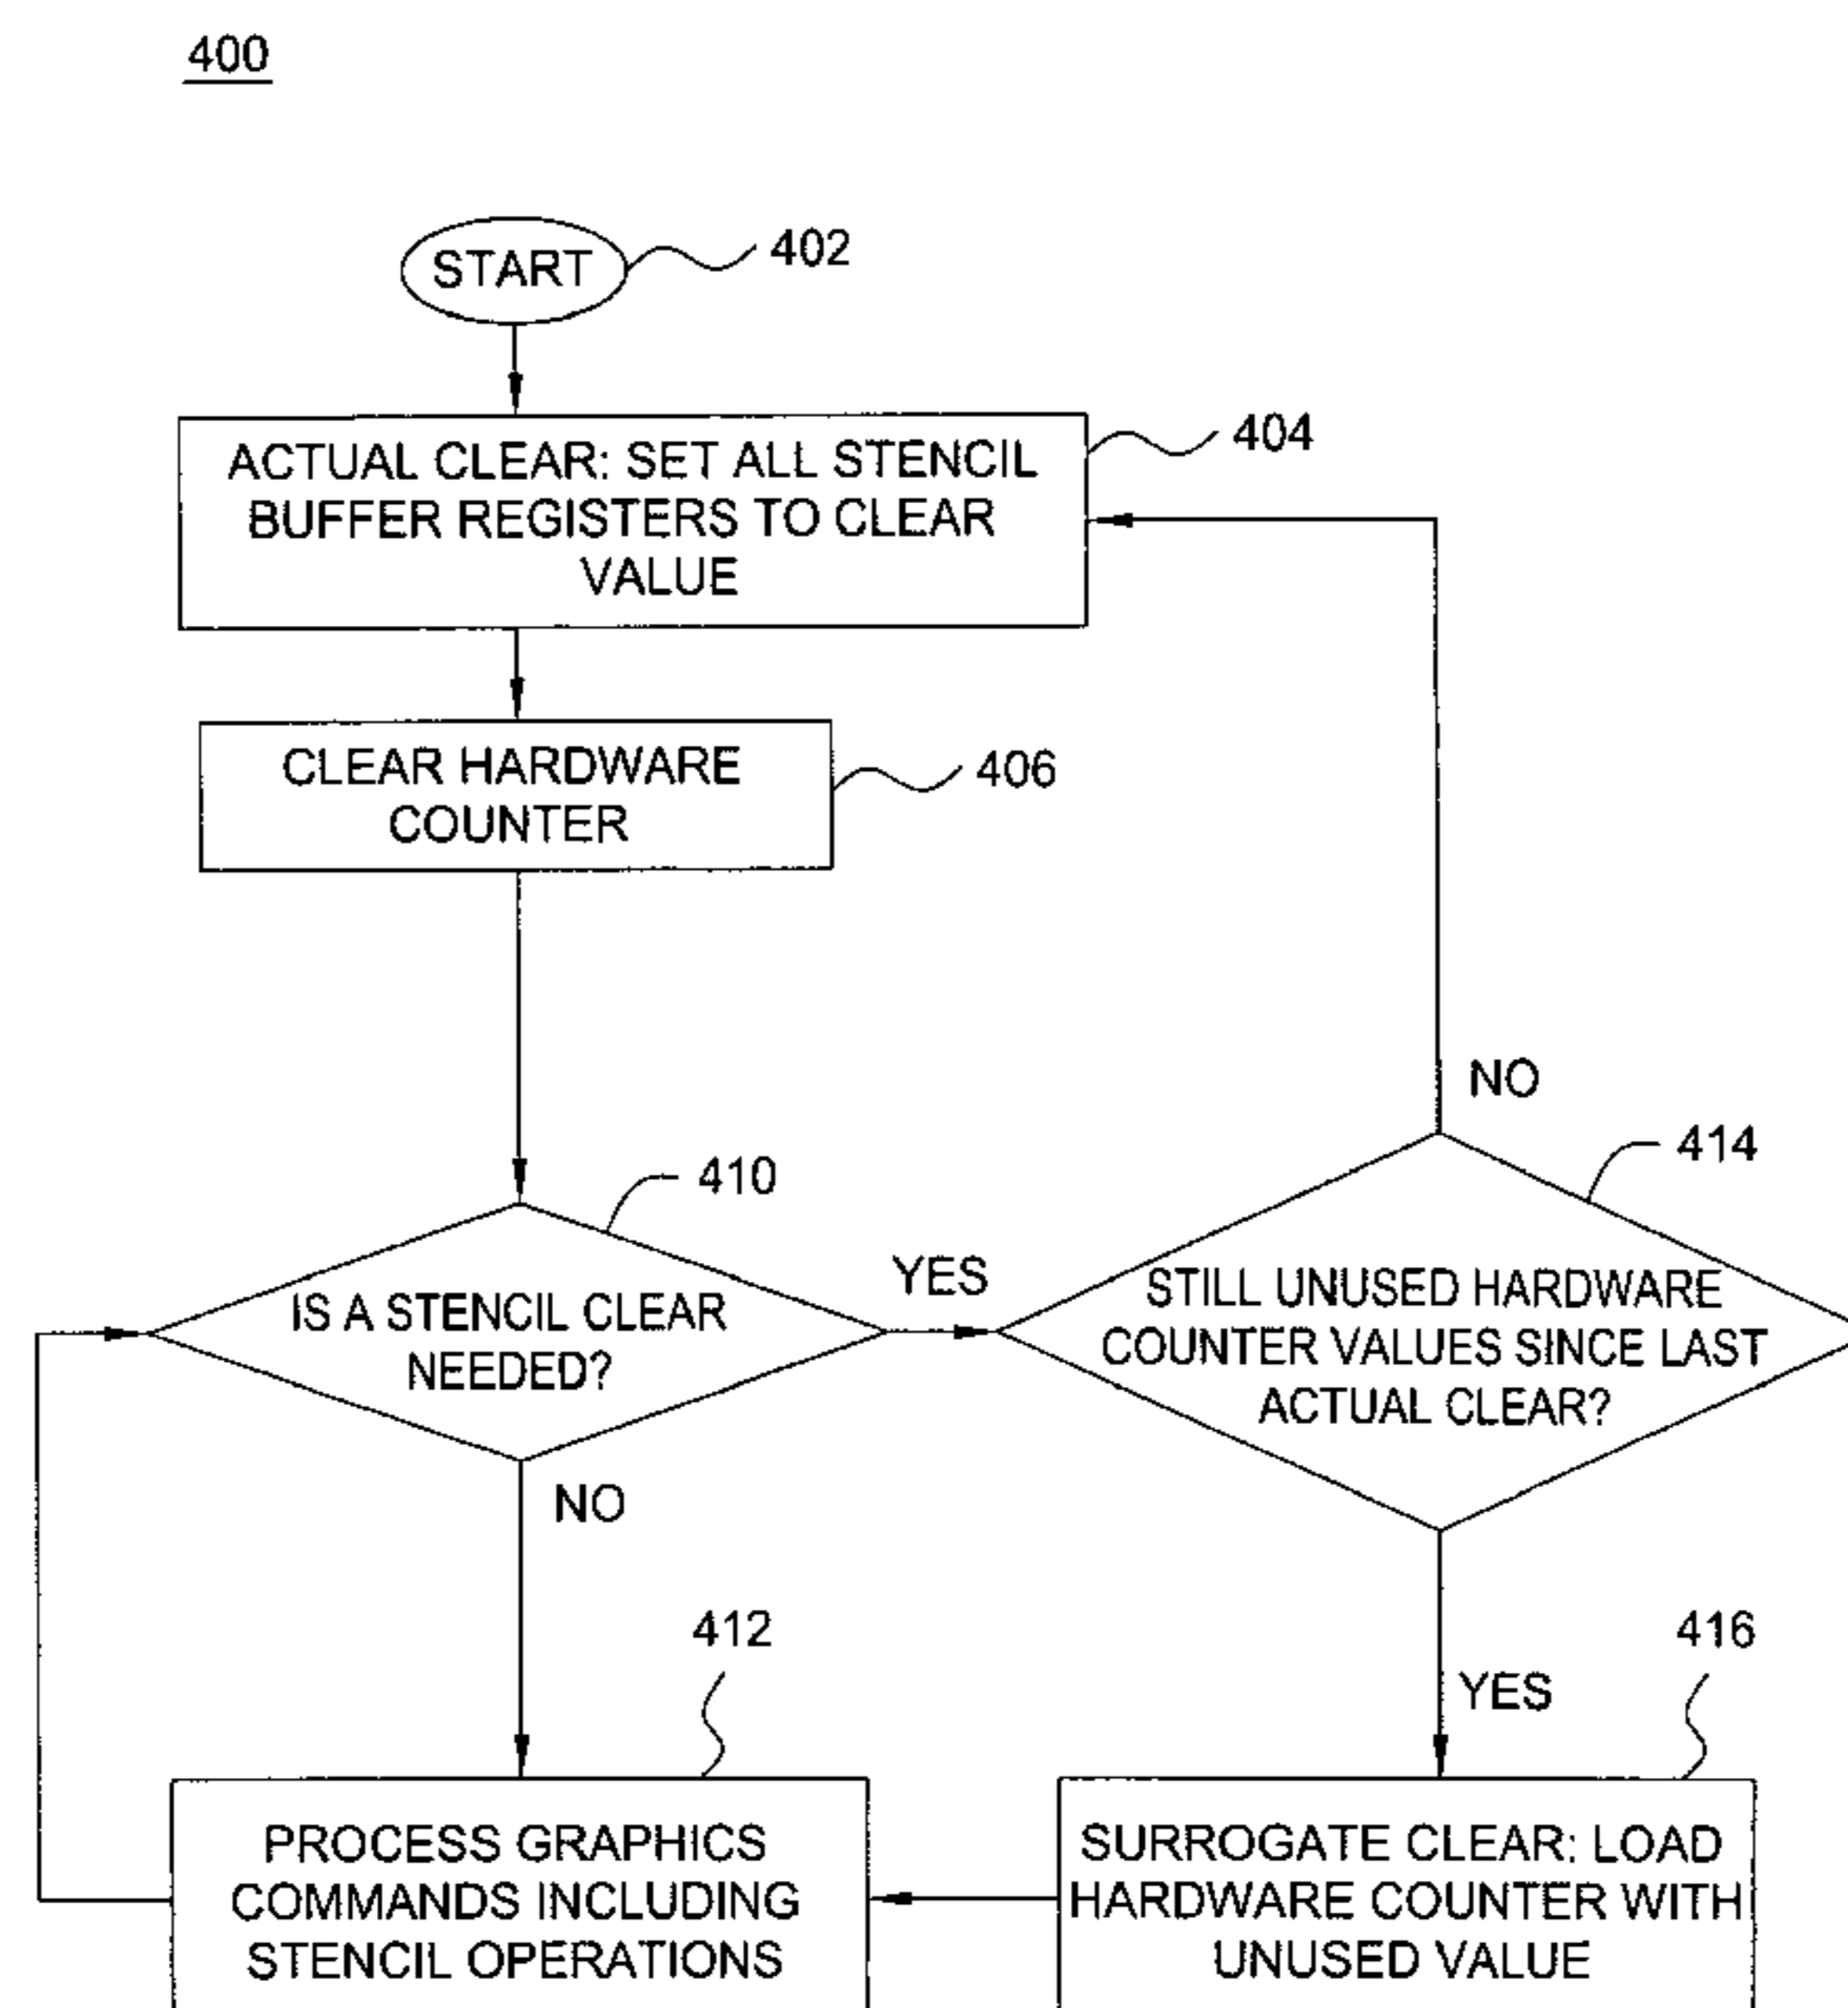 400
START
402
ACTUAL CLEAR: SET ALL STENCIL
BUFFER REGISTERS TO CLEAR
VALUE
404
CLEAR HARDWARE
COUNTER
406
NO
414
410
YES
IS A STENCIL CLEAR
NEEDED?
STILL UNUSED HARDWARE
COUNTER VALUES SINCE LAST
ACTUAL CLEAR?
NO
412
416
YES
PROCESS GRAPHICS
COMMANDS INCLUDING
STENCIL OPERATIONS
SURROGATE CLEAR: LOAD
HARDWARE COUNTER WITH
UNUSED VALUE